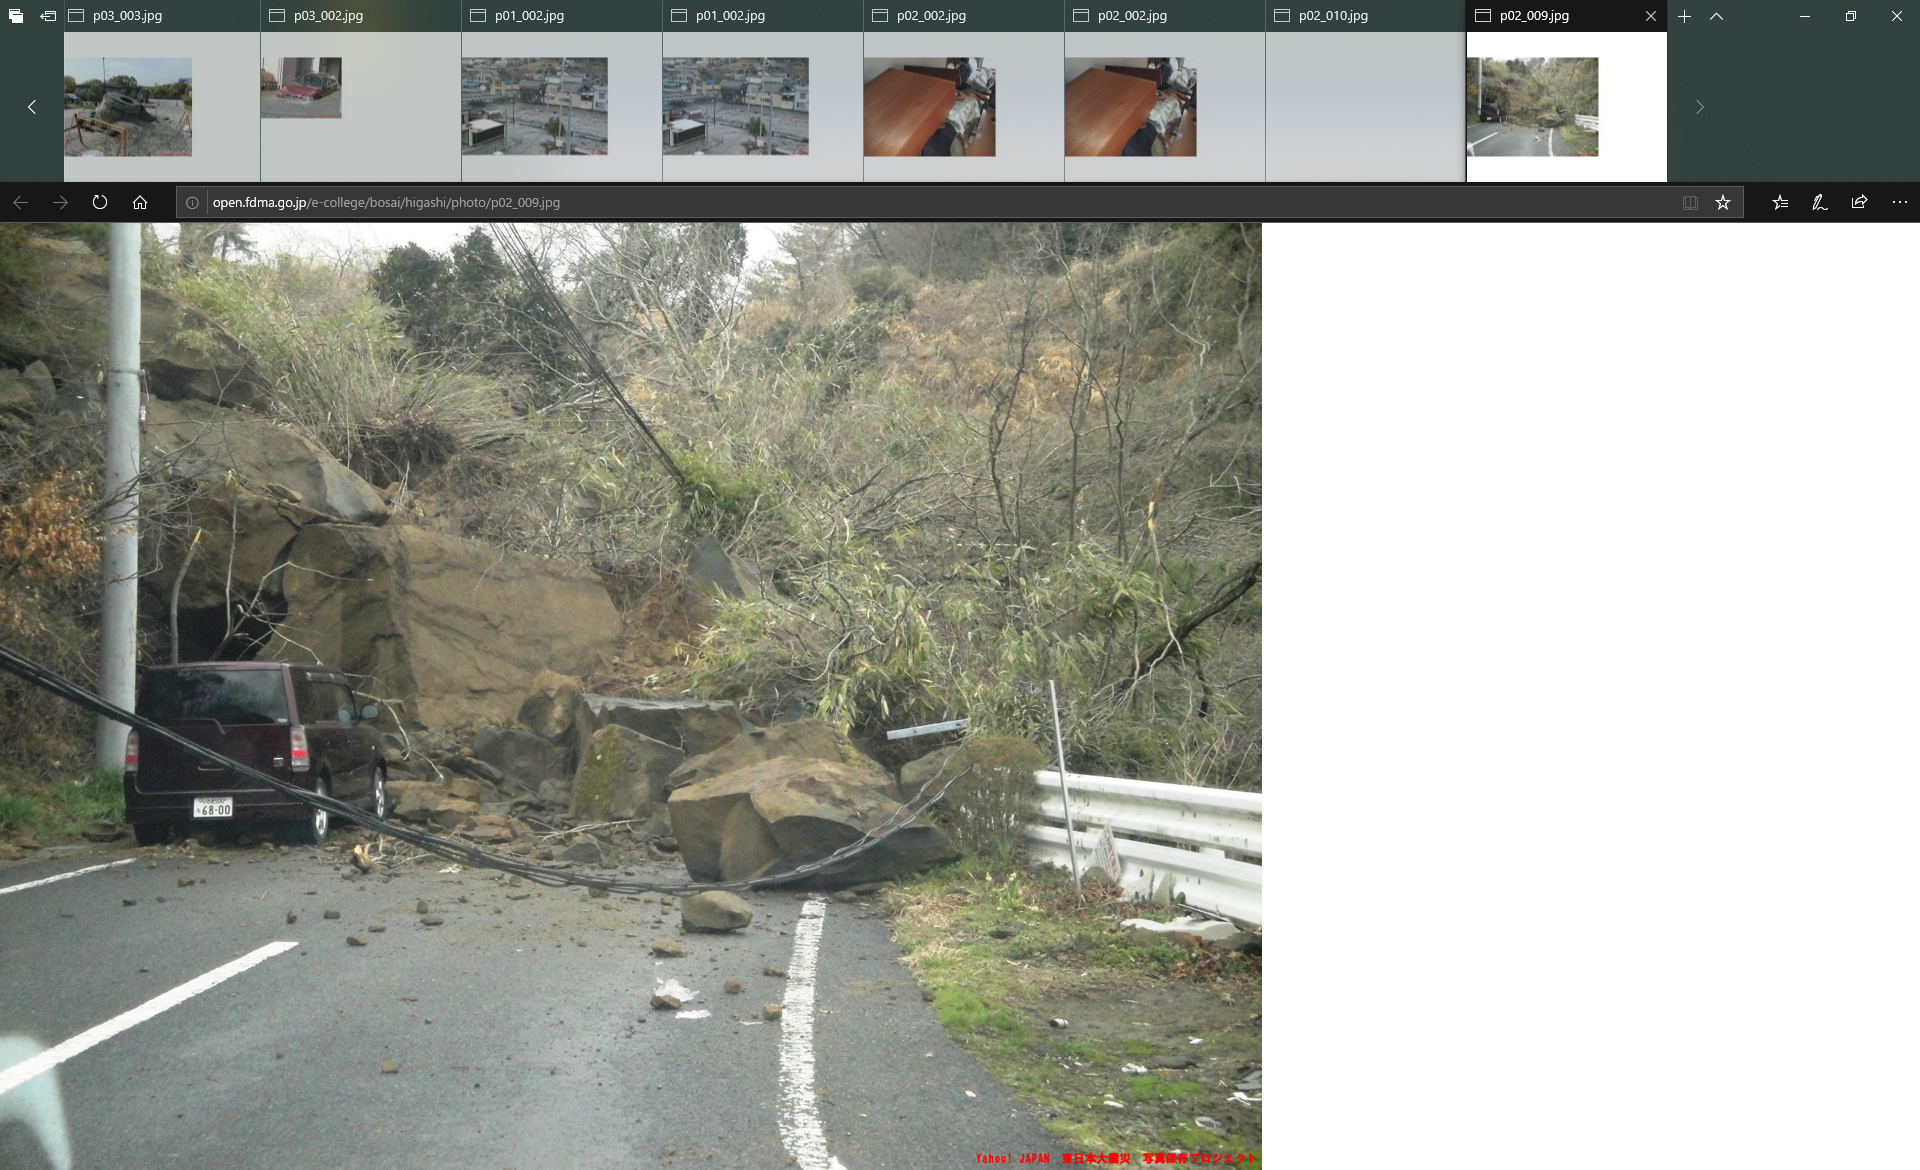 p03_003.jpg
p03_002.jpg
p01_002.jpg
p01_002.jpg
p02_002.jpg
p02_002.jpg
p02_010.jpg
p02_009.jpg
open.fdma.go.jp/e-college/bosai/higashi/photo/p02_009.jpg
68-00
Yahoo! JAPAN 東日本大震災 写真保存プロジェクト